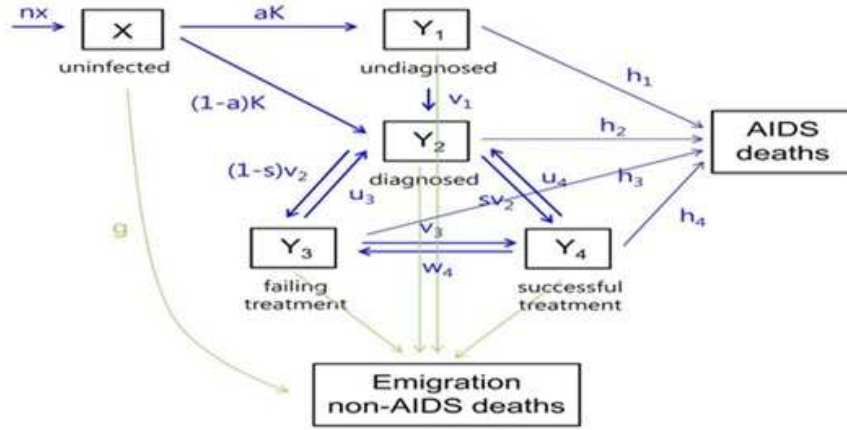 nx
X
aK
Y₁
uninfected
undiagnosed
h₁
(1-a)K
v₁
AIDS
deaths
Y₂
h₂
(1-s)v₂
diagnosed
u₃
u₄
h₃
sv₂
g
v₃
h₄
Y₃
Y₄
w₄
failing
treatment
successful
treatment
Emigration
non-AIDS deaths